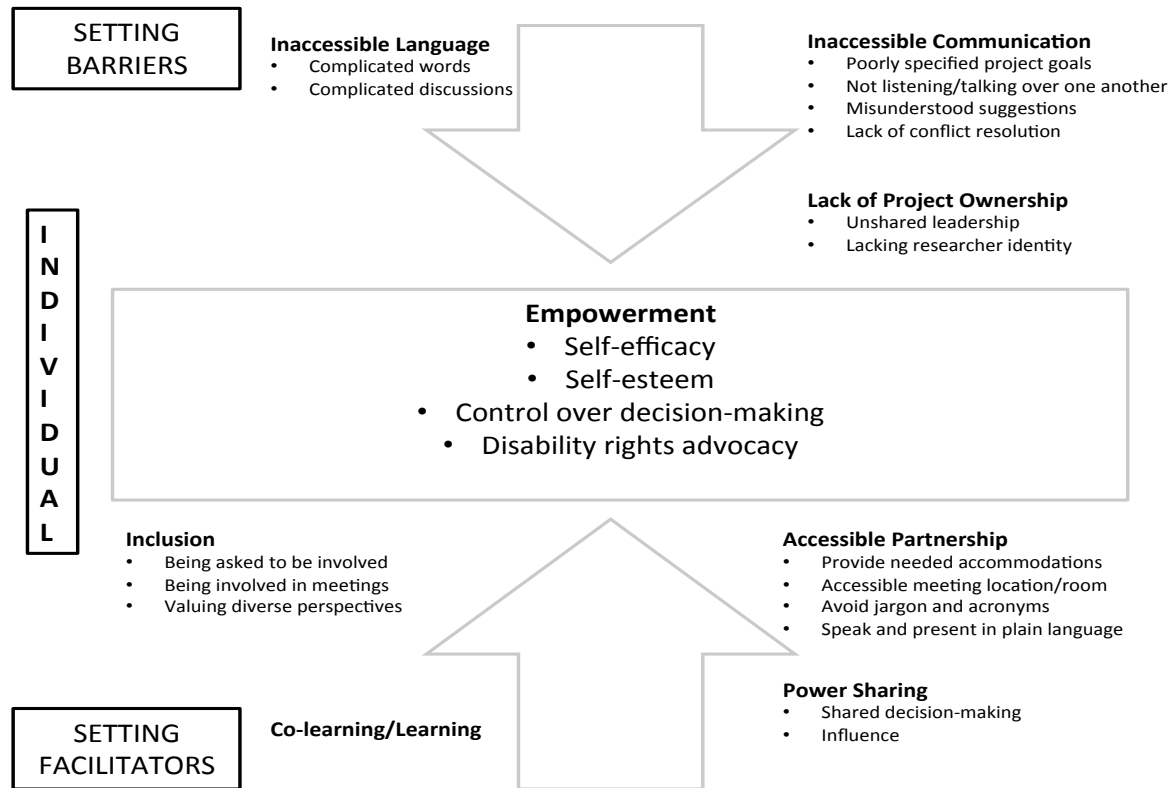 SETTING
BARRIERS
Inaccessible Language
• Complicated words
• Complicated discussions
Inaccessible Communication
• Poorly specified project goals
• Not listening/talking over one another
• Misunderstood suggestions
• Lack of conflict resolution
Lack of Project Ownership
• Unshared leadership
• Lacking researcher identity
I
N
D
I
V
I
D
U
A
L
Empowerment
• Self-efficacy
• Self-esteem
• Control over decision-making
• Disability rights advocacy
Inclusion
• Being asked to be involved
• Being involved in meetings
• Valuing diverse perspectives
Accessible Partnership
• Provide needed accommodations
• Accessible meeting location/room
• Avoid jargon and acronyms
• Speak and present in plain language
Power Sharing
• Shared decision-making
• Influence
SETTING
FACILITATORS
Co-learning/Learning